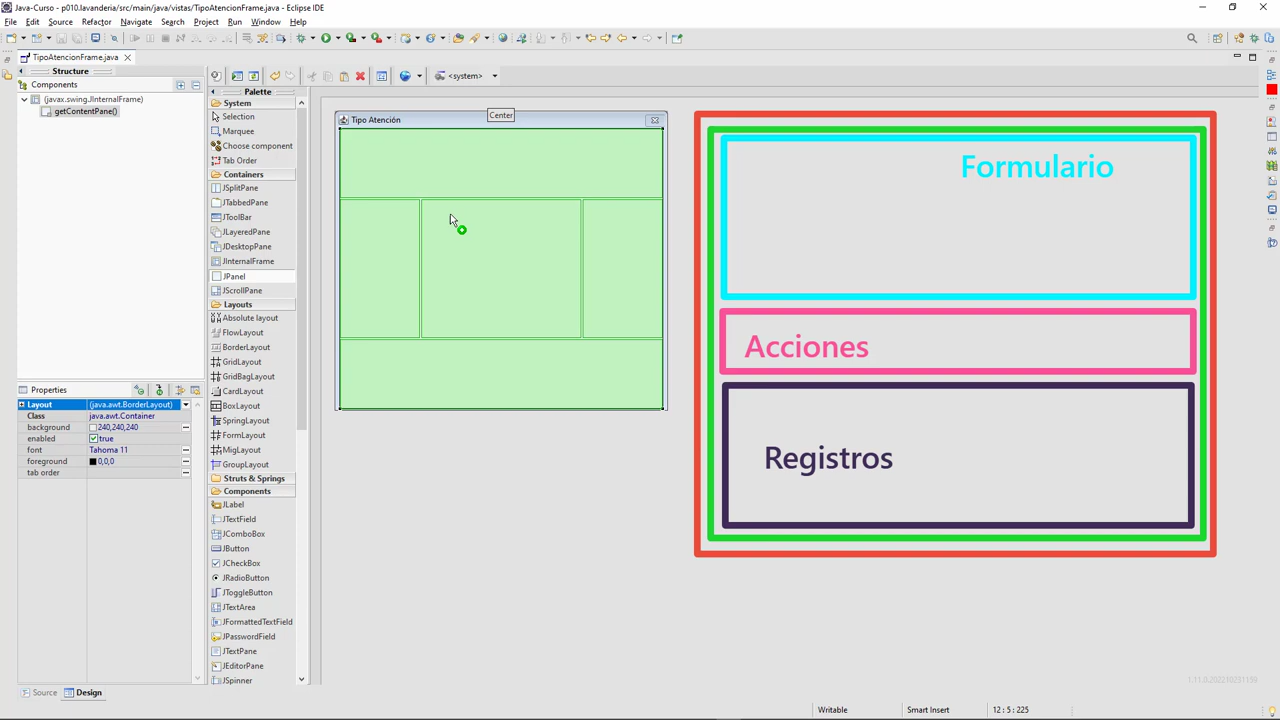 Java-Curso - p010.lavanderia/src/main/java/vistas/TipoAtencionFrame.java - Eclipse IDE
File Edit Source Refactor Navigate Search Project Run Window Help
TipoAtencionFrame.java
Structure
Components
(javax.swing.JInternalFrame)
getContentPane()
<system>
Palette
System
Selection
Marquee
Choose component
Tab Order
Containers
JSplitPane
JTabbedPane
JToolBar
JLayeredPane
JDesktopPane
JInternalFrame
JPanel
JScrollPane
Layouts
Absolute layout
FlowLayout
BorderLayout
GridLayout
GridBagLayout
CardLayout
BoxLayout
SpringLayout
FormLayout
MigLayout
GroupLayout
Struts & Springs
Components
JLabel
JTextField
JComboBox
JButton
JCheckBox
JRadioButton
JToggleButton
JTextArea
JFormattedTextField
JPasswordField
JTextPane
JEditorPane
JSpinner
Center
Tipo Atención
Formulario
Acciones
Registros
Properties
Layout (java.awt.BorderLayout)
Class java.awt.Container
background 240,240,240
enabled true
font Tahoma 11
foreground 0,0,0
tab order
1.11.0.202210231150
Source Design
Writable Smart Insert 12 : 5 : 225